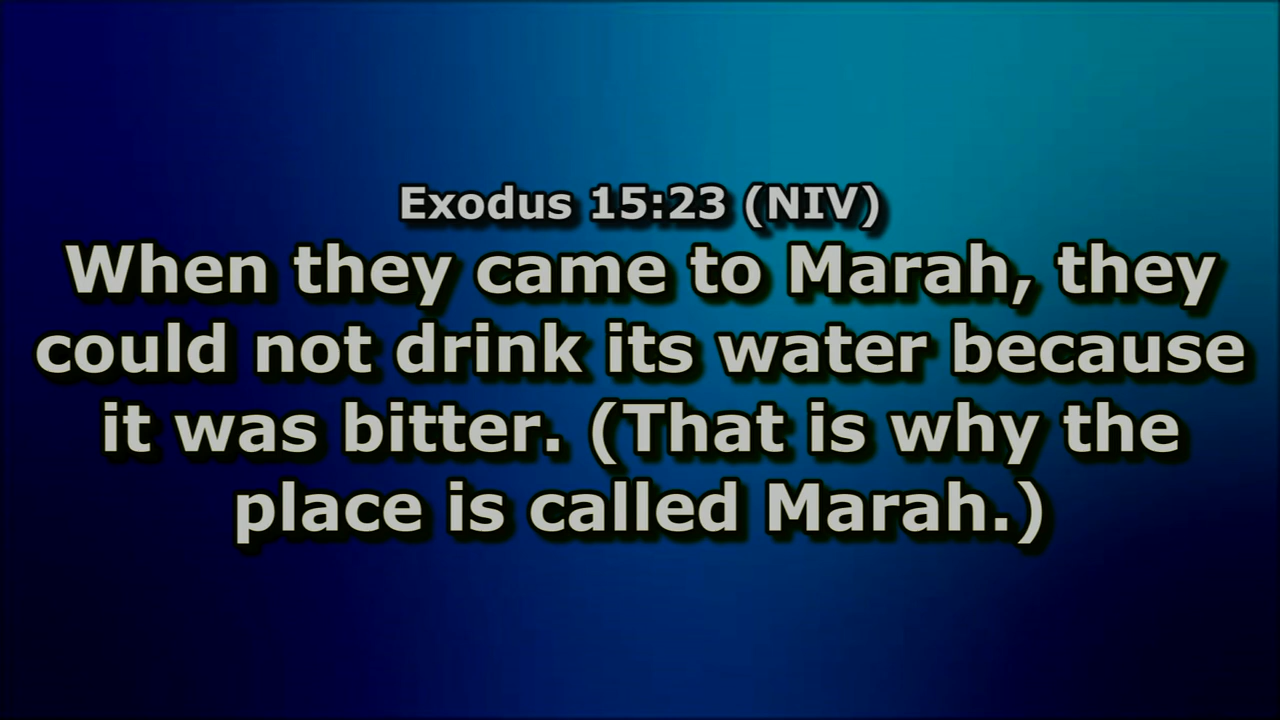 Exodus 15:23 (NIV)
When they came to Marah, they
could not drink its water because
it was bitter. (That is why the
place is called Marah.)